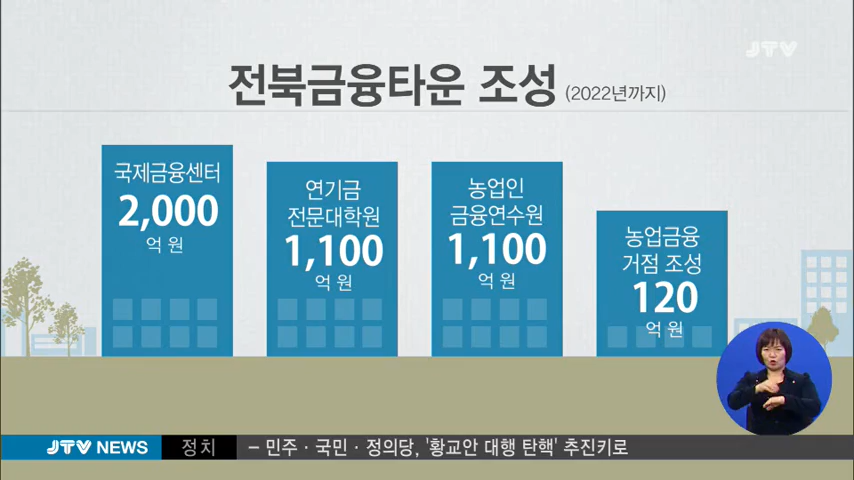 JTV
전북금융타운 조성 (2022년까지)
국제금융센터
2,000
억 원
연기금
전문대학원
1,100
억 원
농업인
금융연수원
1,100
억 원
농업금융
거점 조성
120
억 원
JTV NEWS 정치 – 민주·국민·정의당, '황교안 대행 탄핵' 추진키로